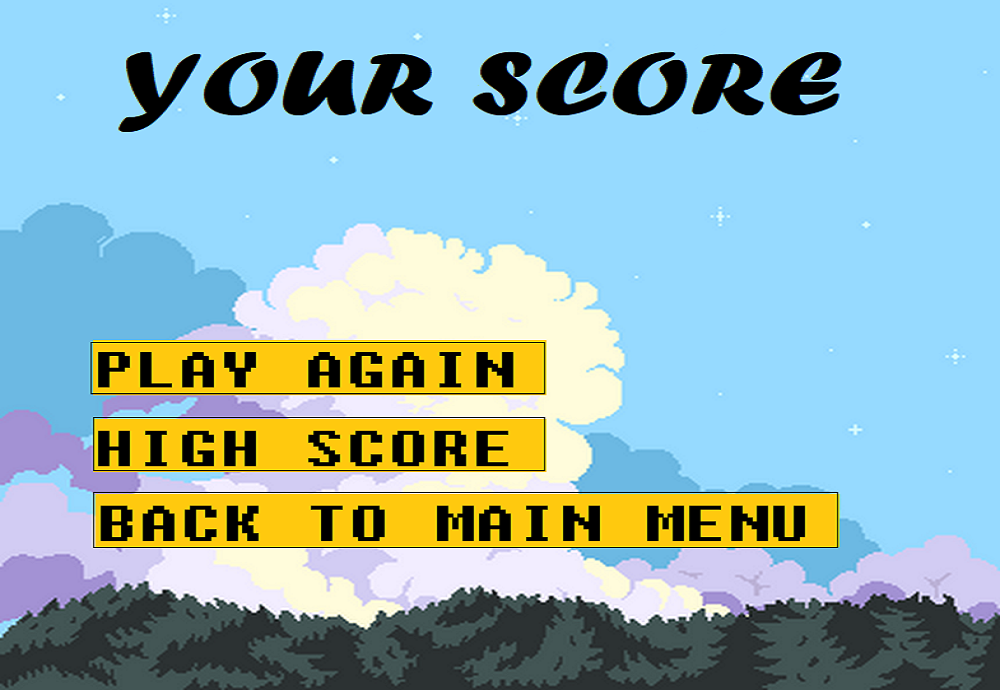 YOUR SCORE
PLAY AGAIN
HIGH SCORE
BACK TO MAIN MENU